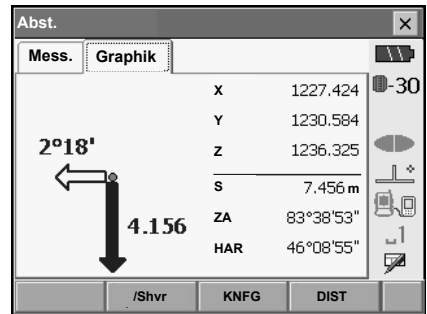 Abst.
Mess. Graphik
X 1227.424
Y 1230.584
Z 1236.325
S 7.456 m
ZA 83°38'53"
HAR 46°08'55"
2°18'
4.156
-30
1
/Shvr KNFG DIST